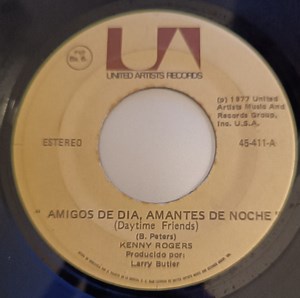 UA
UNITED ARTISTS RECORDS
(p) 1977 United
Artists Music And
Records Group,
Inc. U.S.A.
ESTEREO
45-411-A
" AMIGOS DE DIA, AMANTES DE NOCHE "
(Daytime Friends)
(B. Peters)
KENNY ROGERS
Producido por:
Larry Butler